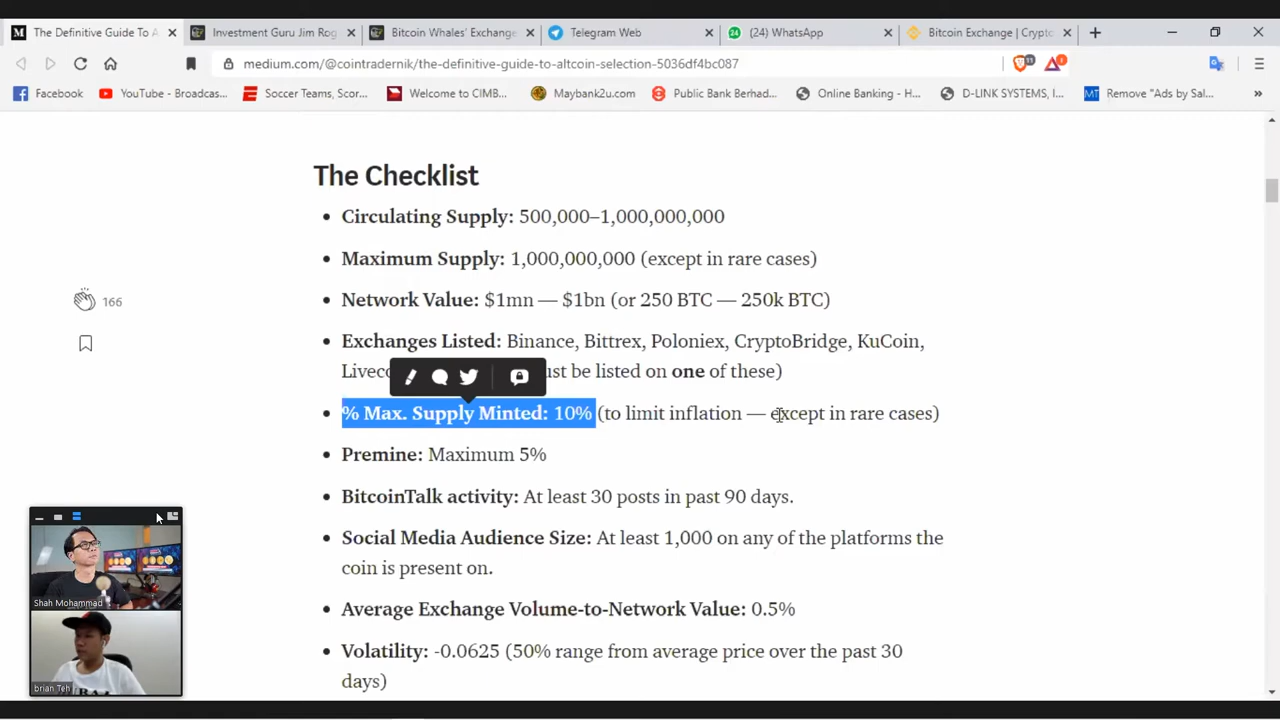 The Definitive Guide To A
Investment Guru Jim Rog
Bitcoin Whales' Exchange
Telegram Web
(24) WhatsApp
Bitcoin Exchange | Crypto
medium.com/@cointradernik/the-definitive-guide-to-altcoin-selection-5036df4bc087
Facebook
YouTube - Broadcas...
Soccer Teams, Scor...
Welcome to CIMB...
Maybank2u.com
Public Bank Berhad...
Online Banking - H...
D-LINK SYSTEMS, I...
Remove "Ads by Sal...
The Checklist
• Circulating Supply: 500,000–1,000,000,000
• Maximum Supply: 1,000,000,000 (except in rare cases)
• Network Value: $1mn — $1bn (or 250 BTC — 250k BTC)
166
• Exchanges Listed: Binance, Bittrex, Poloniex, CryptoBridge, KuCoin,
of these)
• % Max. Supply Minted: 10% (to limit inflation — except in rare cases)
• Premine: Maximum 5%
• BitcoinTalk activity: At least 30 posts in past 90 days.
• Social Media Audience Size: At least 1,000 on any of the platforms the
coin is present on.
• Average Exchange Volume-to-Network Value: 0.5%
• Volatility: -0.0625 (50% range from average price over the past 30
days)
Shah Mohammad
brian Teh